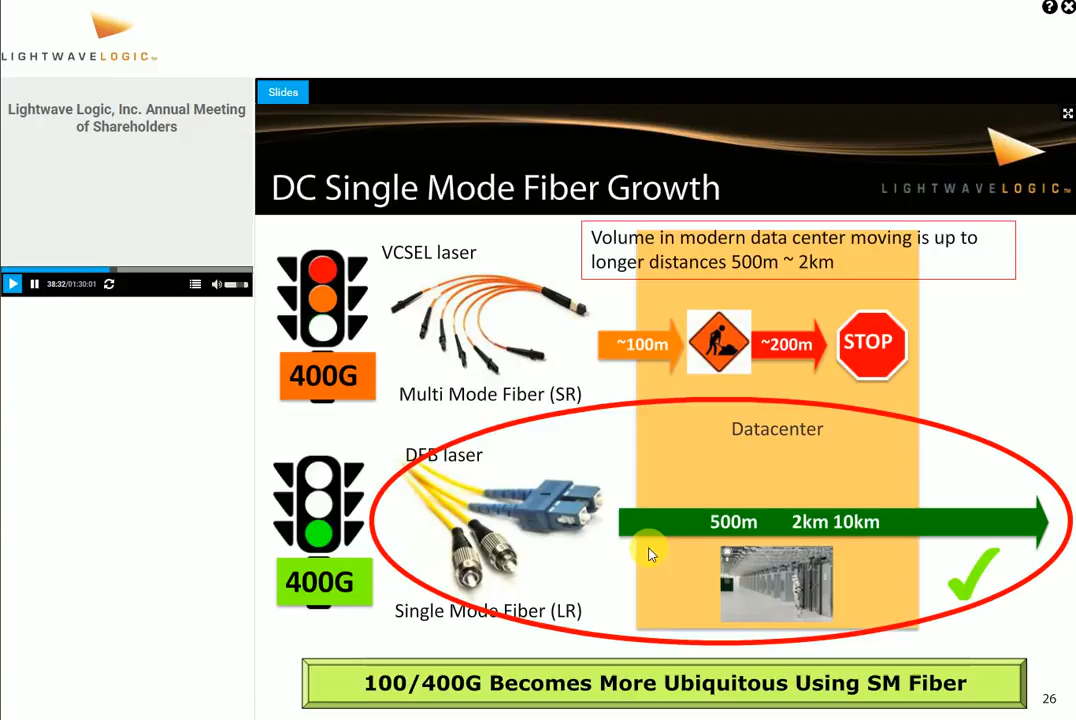 LIGHTWAVELOGIC™
Lightwave Logic, Inc. Annual Meeting
of Shareholders
38:32/01:30:01
Slides
DC Single Mode Fiber Growth
LIGHTWAVELOGIC™
VCSEL laser
Volume in modern data center moving is up to
longer distances 500m ~ 2km
400G
~100m
~200m
STOP
Multi Mode Fiber (SR)
Datacenter
DFB laser
500m 2km 10km
400G
Single Mode Fiber (LR)
100/400G Becomes More Ubiquitous Using SM Fiber
26